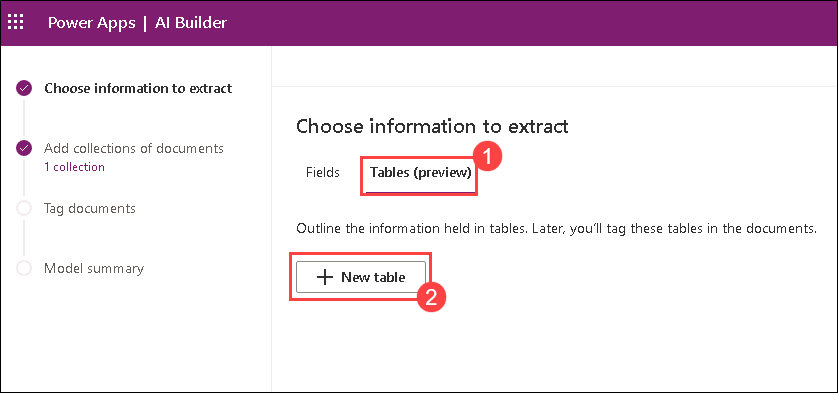 Power Apps | AI Builder
Choose information to extract
Add collections of documents
1 collection
Tag documents
Model summary
Choose information to extract
Fields
Tables (preview)
1
Outline the information held in tables. Later, you'll tag these tables in the documents.
+ New table
2